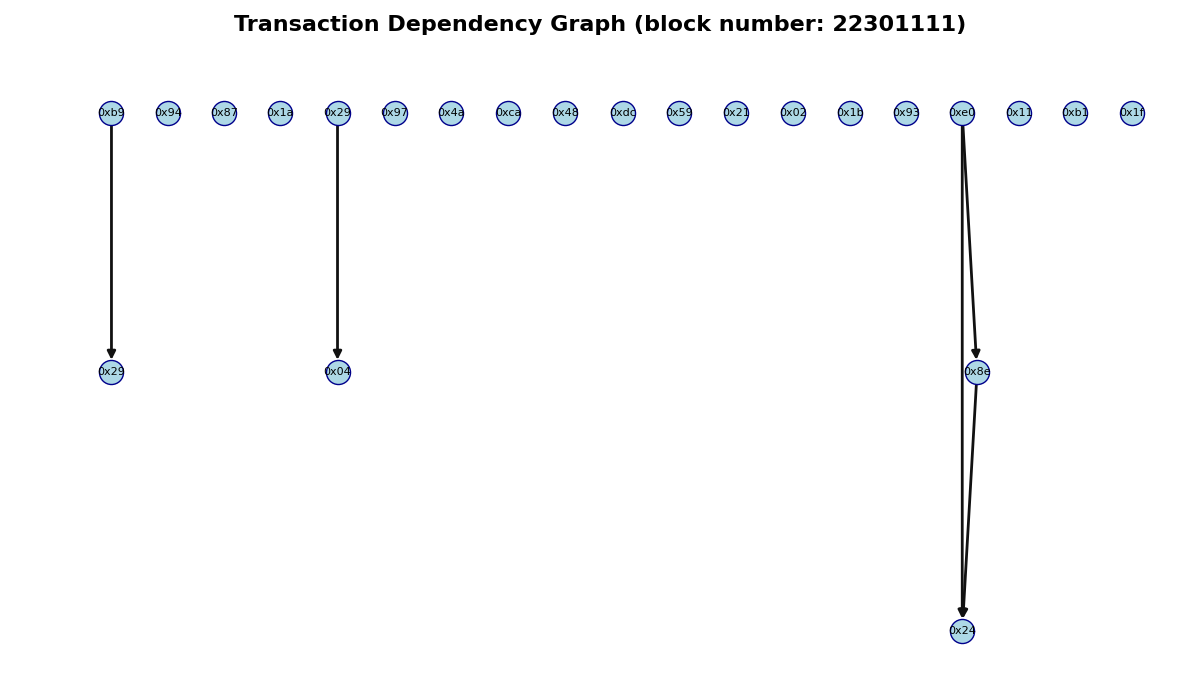 Transaction Dependency Graph (block number: 22301111)
0xb9 0x94 0x87 0x1a 0x29 0x97 0x4a 0xca 0x48 0xdc 0x59 0x21 0x02 0x1b 0x93 0xe0 0x11 0xb1 0x1f
0x29 0x04 0x8e
0x24